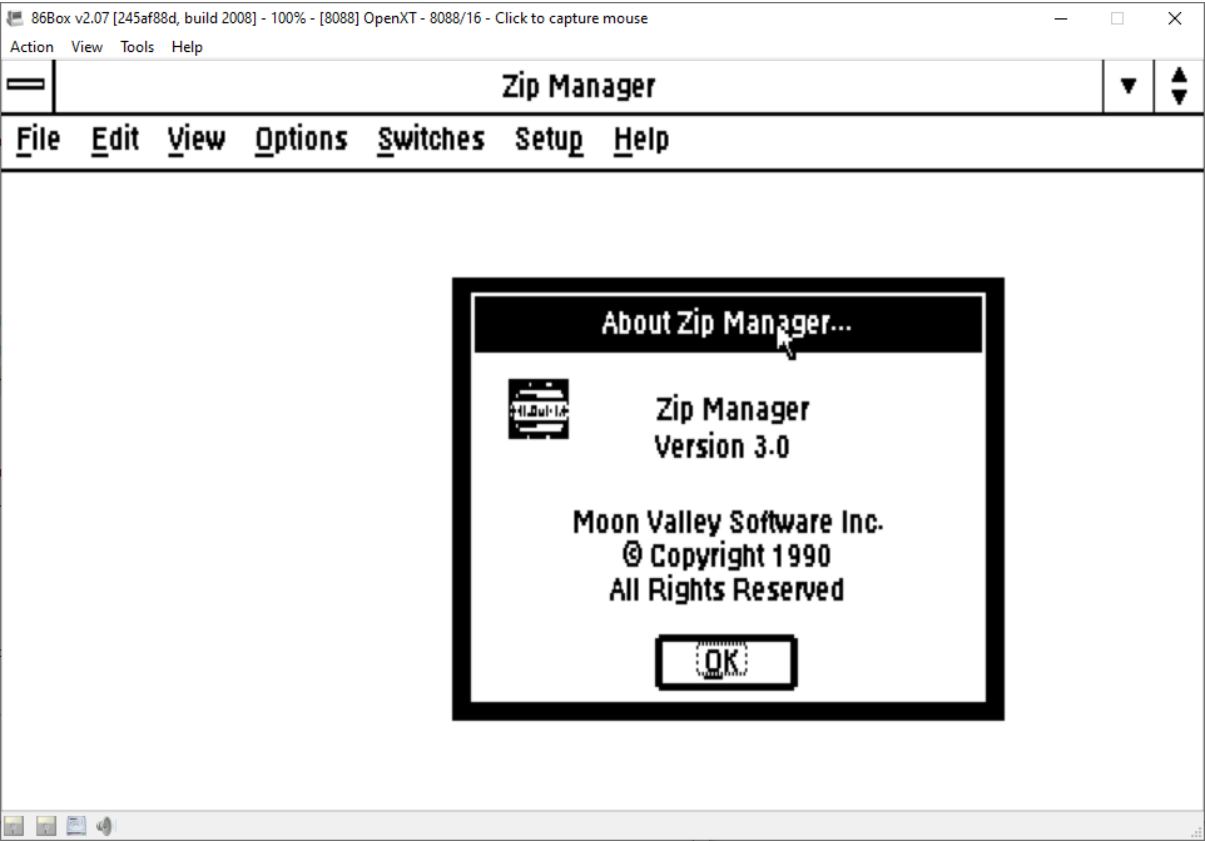 86Box v2.07 [245af88d, build 2008] - 100% - [8088] OpenXT - 8088/16 - Click to capture mouse
Action View Tools Help
Zip Manager
File Edit View Options Switches Setup Help
About Zip Manager...
Zip Manager
Version 3.0
Moon Valley Software Inc.
© Copyright 1990
All Rights Reserved
OK